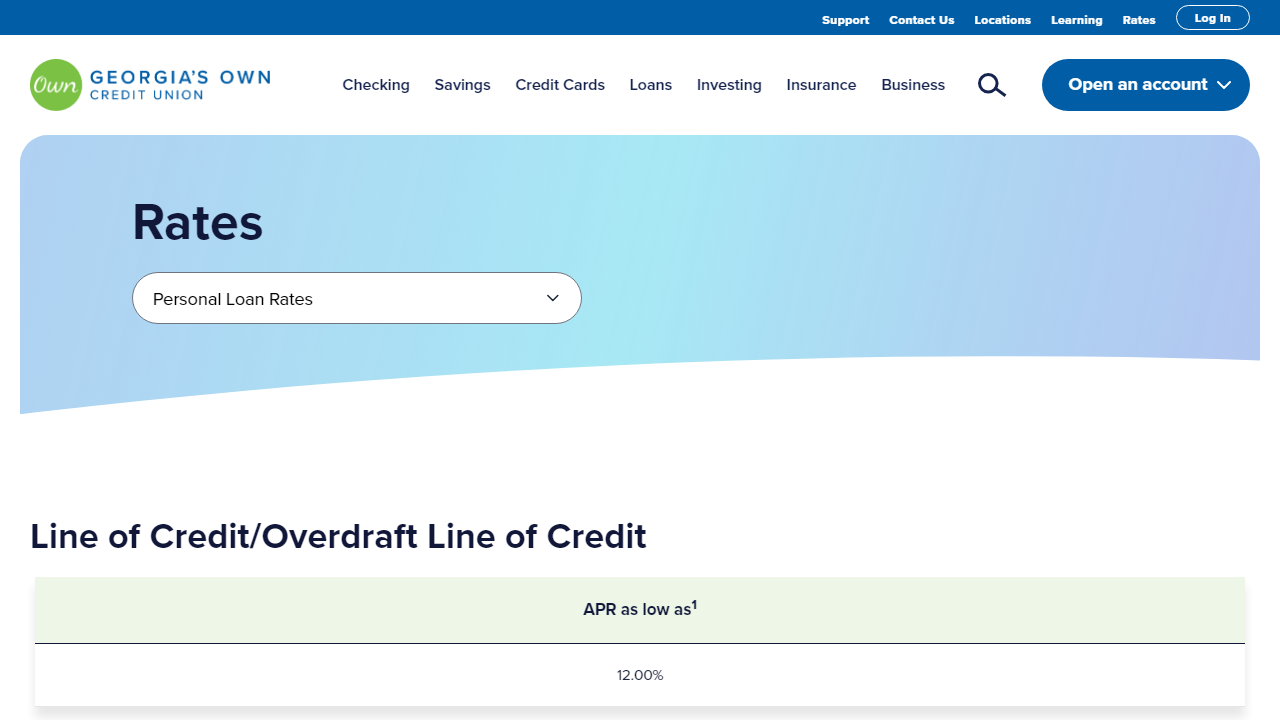 Support Contact Us Locations Learning Rates Log In
Own GEORGIA'S OWN
CREDIT UNION
Checking Savings Credit Cards Loans Investing Insurance Business Open an account
Rates
Personal Loan Rates
Line of Credit/Overdraft Line of Credit
APR as low as¹
12.00%